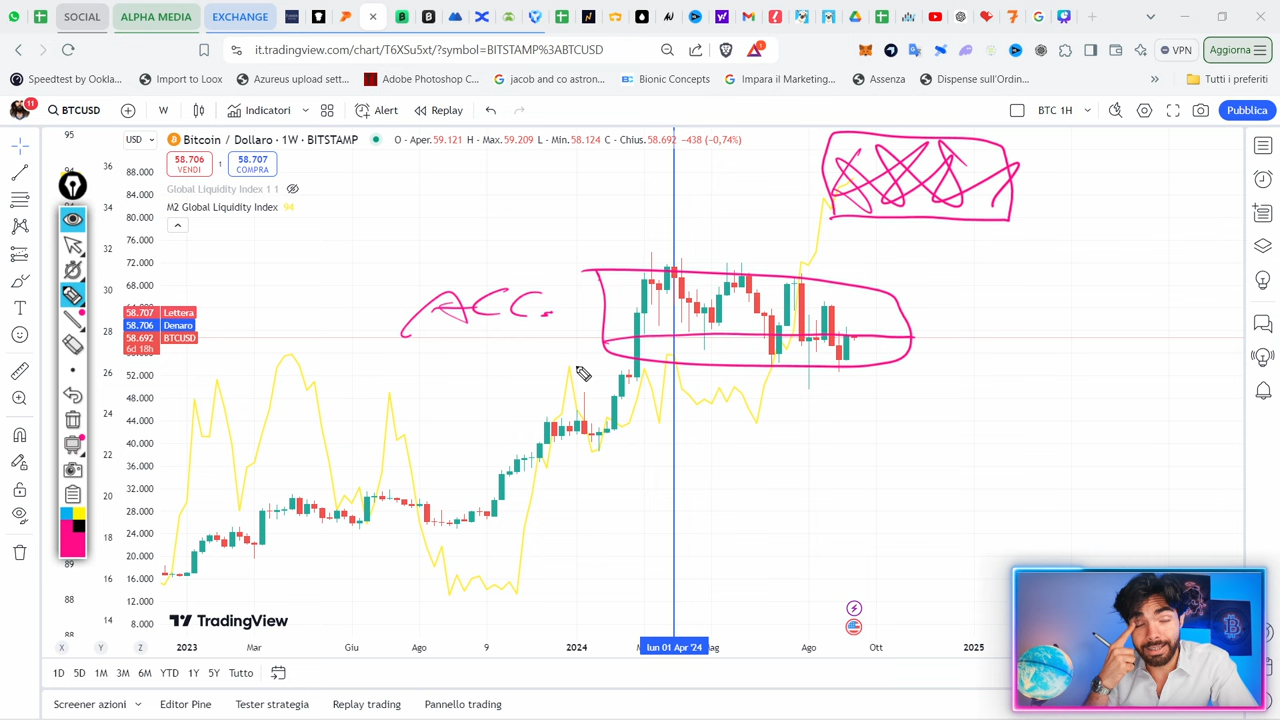 SOCIAL ALPHA MEDIA EXCHANGE
it.tradingview.com/chart/T6XSu5xt/?symbol=BITSTAMP%3ABTCUSD
VPN Aggiorna
Speedtest by Ookla... Import to Loox Azureus upload sett... Adobe Photoshop C... jacob and co astron... Bionic Concepts Impara il Marketing... Assenza Dispense sull'Ordin... Tutti i preferiti
11 BTCUSD W Indicatori Alert Replay BTC 1H Pubblica
USD Bitcoin / Dollaro · 1W · BITSTAMP O - Aper.59.121 H - Max.59.209 L - Min.58.124 C - Chius.58.692 -438 (-0,74%)
58.706 VENDI 1 58.707 COMPRA
Global Liquidity Index 1 1
M2 Global Liquidity Index 94
95
36
34
32
30
28
26
24
22
20
18
16
14
89
88
88.000
84.000
80.000
76.000
72.000
68.000
58.707 Lettera
58.706 Denaro
58.692 BTCUSD
6d 18h
52.000
48.000
44.000
40.000
36.000
32.000
28.000
24.000
20.000
16.000
12.000
8.000
ACC.
TradingView
X Y Z 2023 Mar Giu Ago 9 2024 lun 01 Apr '24 Ago Ott 2025
1D 5D 1M 3M 6M YTD 1Y 5Y Tutto
Screener azioni Editor Pine Tester strategia Replay trading Pannello trading